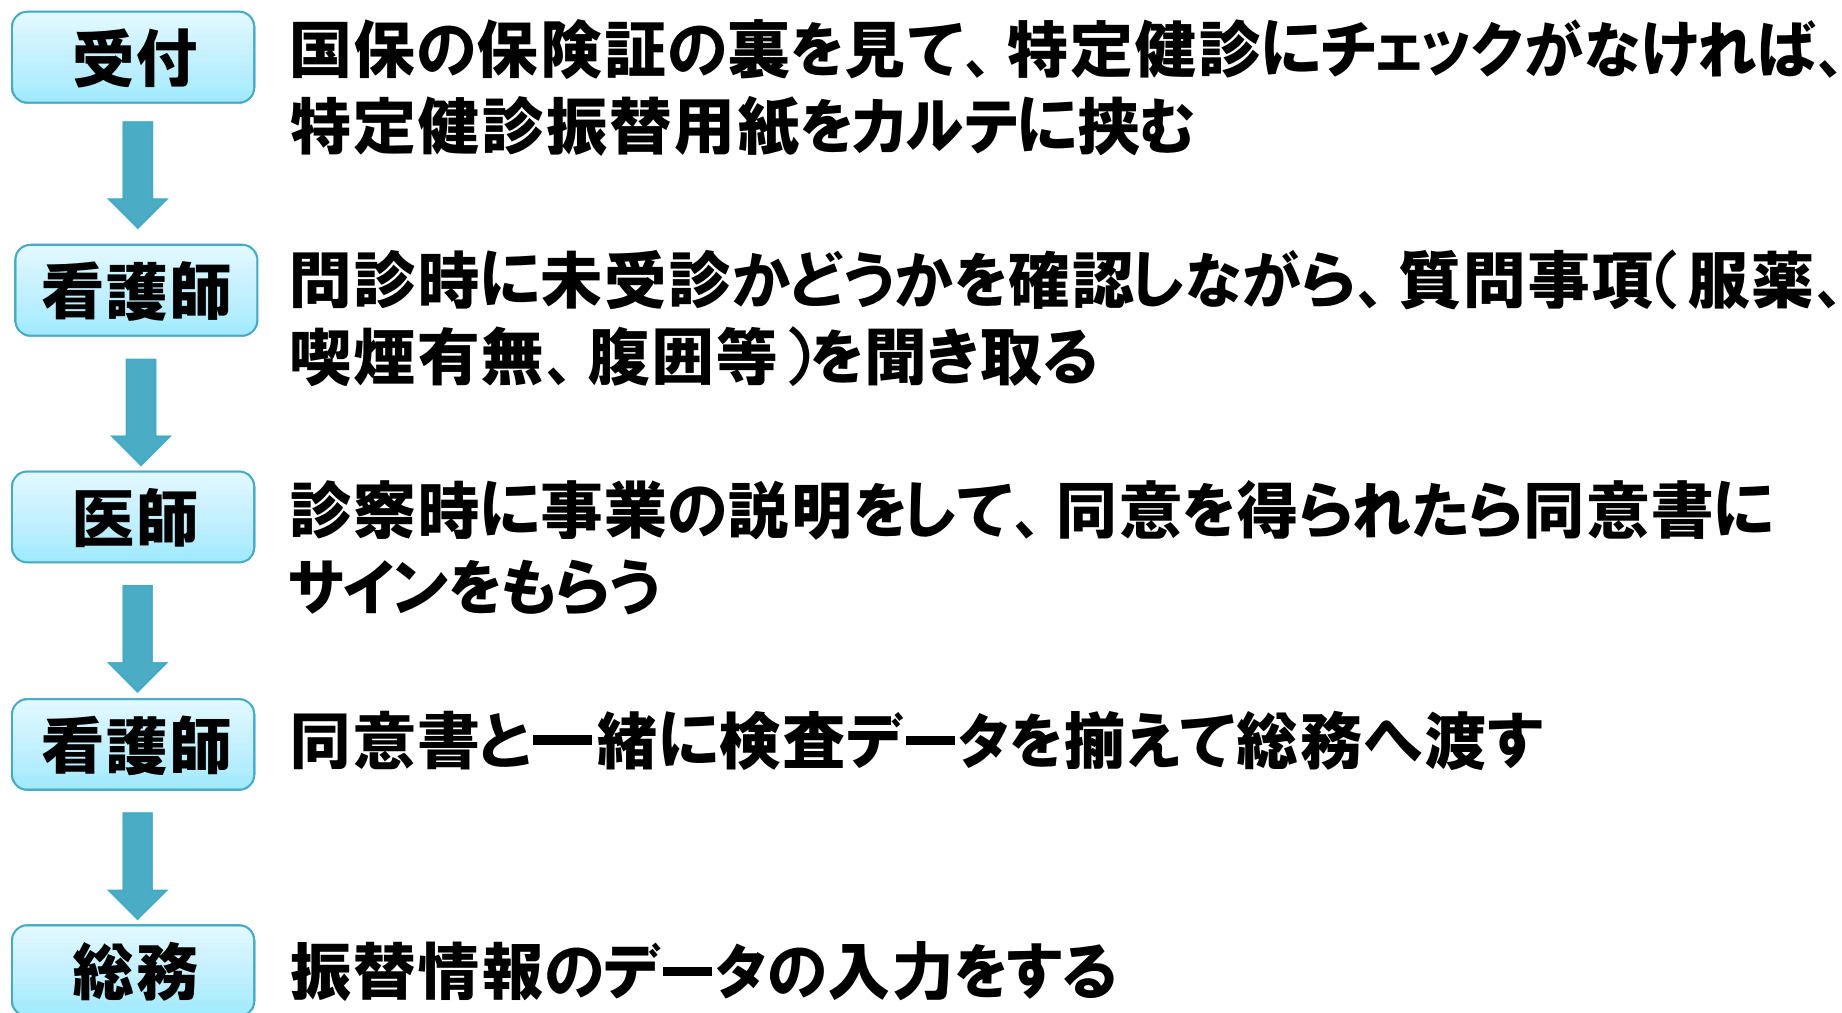 受付
国保の保険証の裏を見て、特定健診にチェックがなければ、
特定健診振替用紙をカルテに挟む
看護師
問診時に未受診かどうかを確認しながら、質問事項(服薬、
喫煙有無、腹囲等)を聞き取る
医師
診察時に事業の説明をして、同意を得られたら同意書に
サインをもらう
看護師
同意書と一緒に検査データを揃えて総務へ渡す
総務
振替情報のデータの入力をする